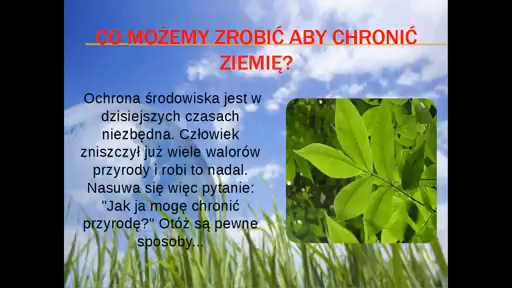 CO MOŻEMY ZROBIĆ ABY CHRONIĆ
ZIEMIĘ?
Ochrona środowiska jest w
dzisiejszych czasach
niezbędna. Człowiek
zniszczył już wiele walorów
przyrody i robi to nadal.
Nasuwa się więc pytanie:
"Jak ja mogę chronić
przyrodę?" Otóż są pewne
sposoby...